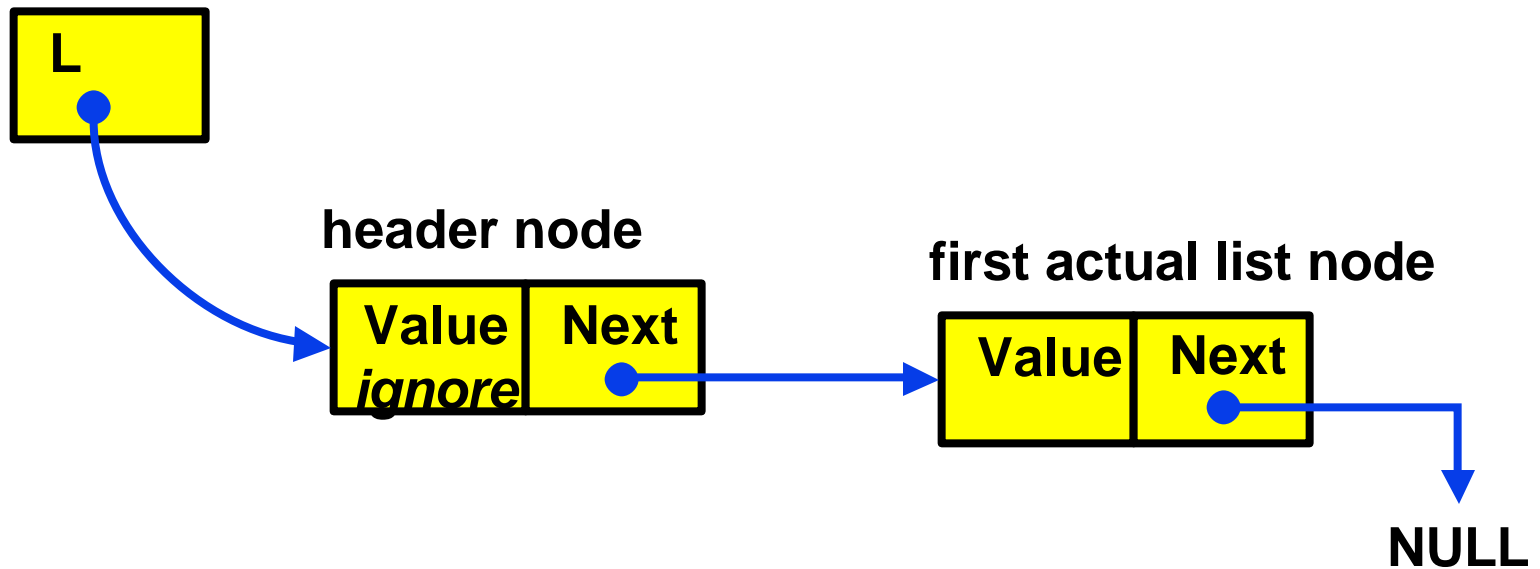 L
header node
first actual list node
Value Next
ignore
Value Next
NULL